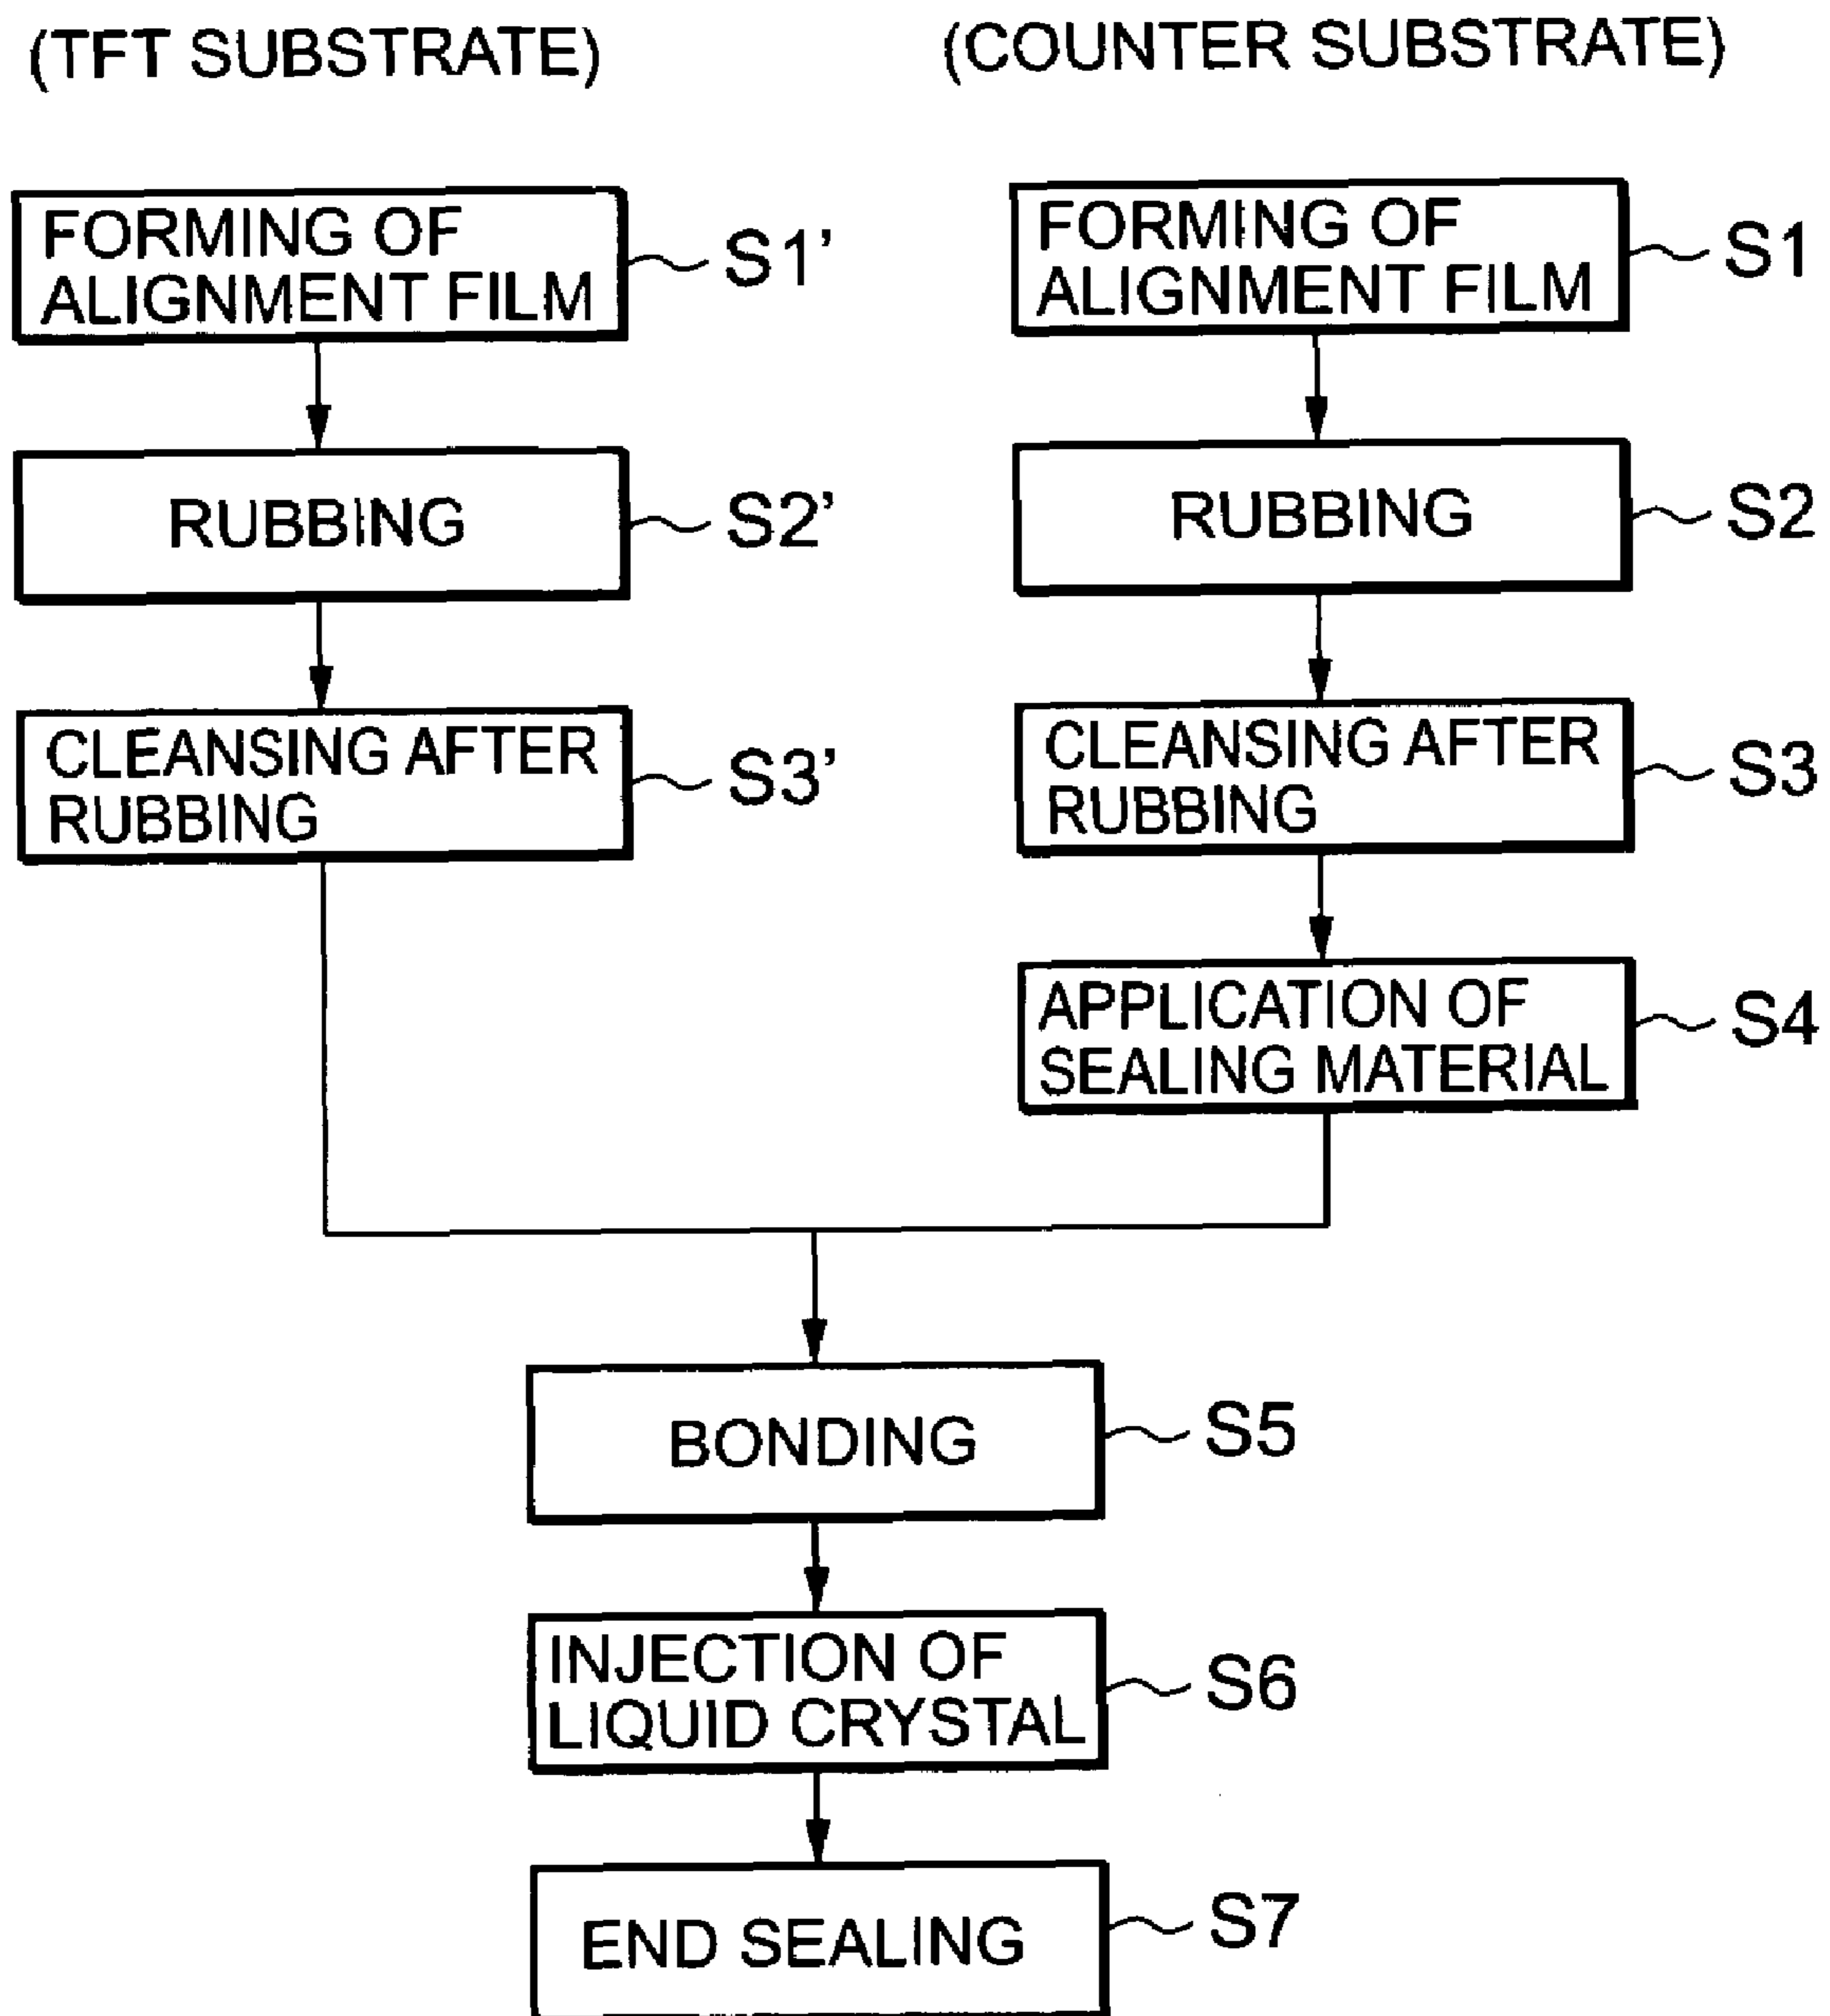 (TFT SUBSTRATE)
(COUNTER SUBSTRATE)
FORMING OF
ALIGNMENT FILM
S1'
FORMING OF
ALIGNMENT FILM
S1
RUBBING
S2'
RUBBING
S2
CLEANSING AFTER
RUBBING
S3'
CLEANSING AFTER
RUBBING
S3
APPLICATION OF
SEALING MATERIAL
S4
BONDING
S5
INJECTION OF
LIQUID CRYSTAL
S6
END SEALING
S7